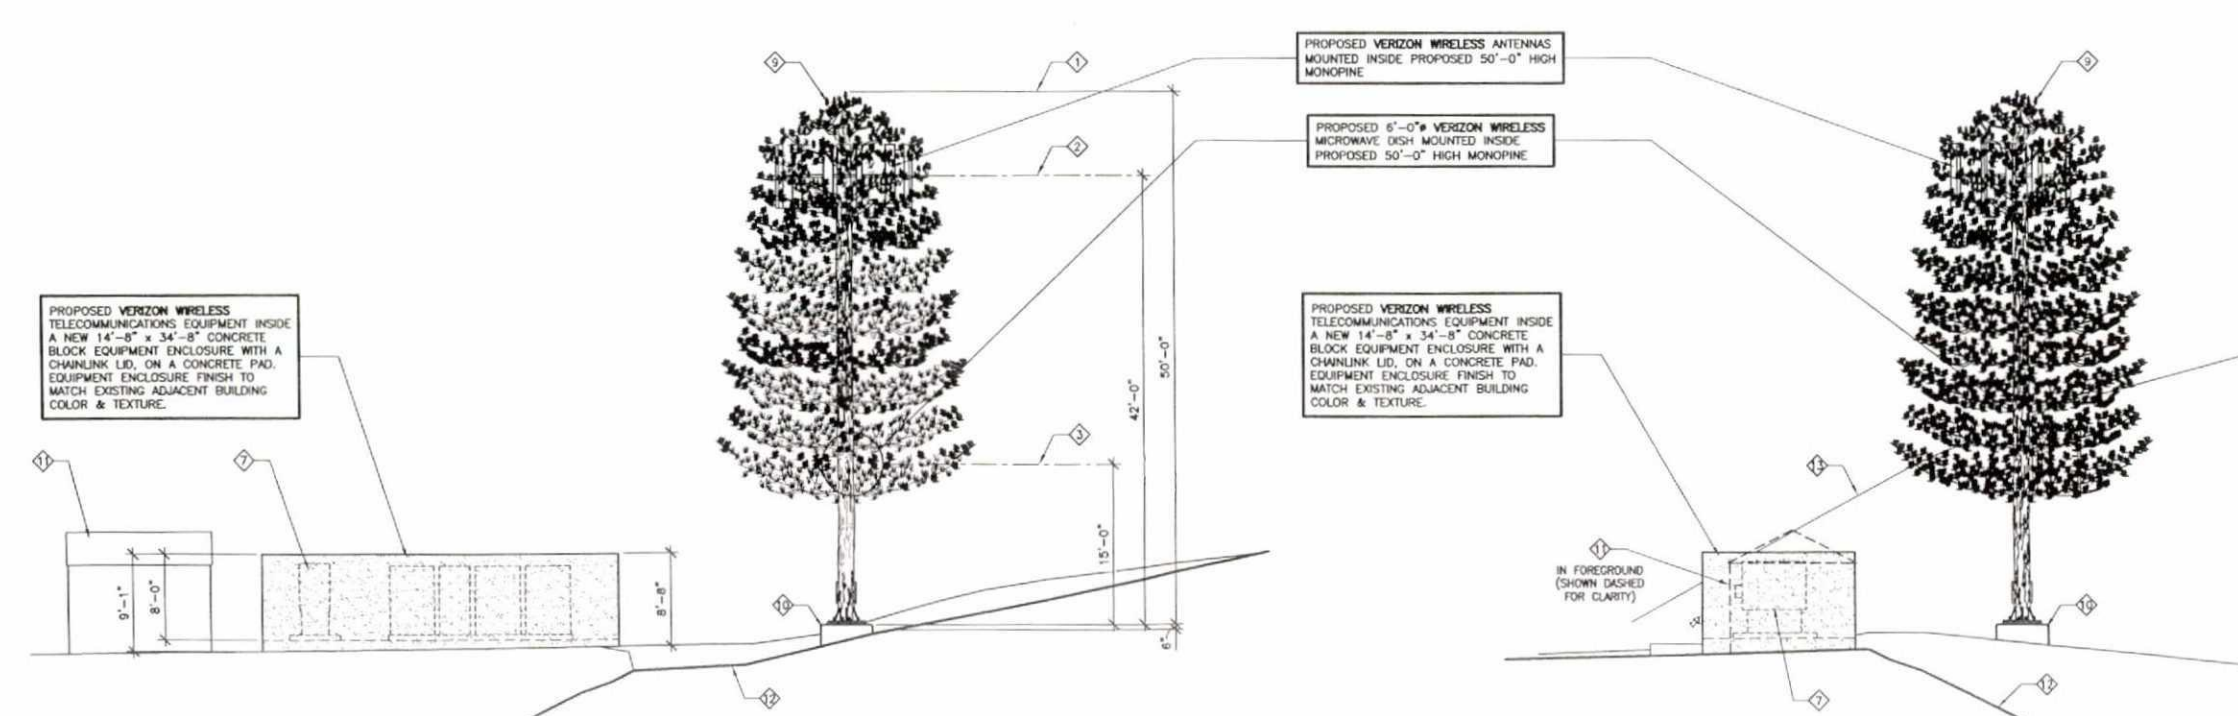 9
1
PROPOSED VERIZON WIRELESS ANTENNAS
MOUNTED INSIDE PROPOSED 50'-0" HIGH
MONOPINE
9
2
PROPOSED 6'-0"ø VERIZON WIRELESS
MICROWAVE DISH MOUNTED INSIDE
PROPOSED 50'-0" HIGH MONOPINE
PROPOSED VERIZON WIRELESS
TELECOMMUNICATIONS EQUIPMENT INSIDE
A NEW 14'-8" x 34'-8" CONCRETE
BLOCK EQUIPMENT ENCLOSURE WITH A
CHAINLINK LID, ON A CONCRETE PAD.
EQUIPMENT ENCLOSURE FINISH TO
MATCH EXISTING ADJACENT BUILDING
COLOR & TEXTURE.
50'-0"
42'-0"
PROPOSED VERIZON WIRELESS
TELECOMMUNICATIONS EQUIPMENT INSIDE
A NEW 14'-8" x 34'-8" CONCRETE
BLOCK EQUIPMENT ENCLOSURE WITH A
CHAINLINK LID, ON A CONCRETE PAD.
EQUIPMENT ENCLOSURE FINISH TO
MATCH EXISTING ADJACENT BUILDING
COLOR & TEXTURE.
11
7
3
13
15'-0"
9'-1"
8'-0"
8'-8"
10
6"
12
11
IN FOREGROUND
(SHOWN DASHED
FOR CLARITY)
10
7
12